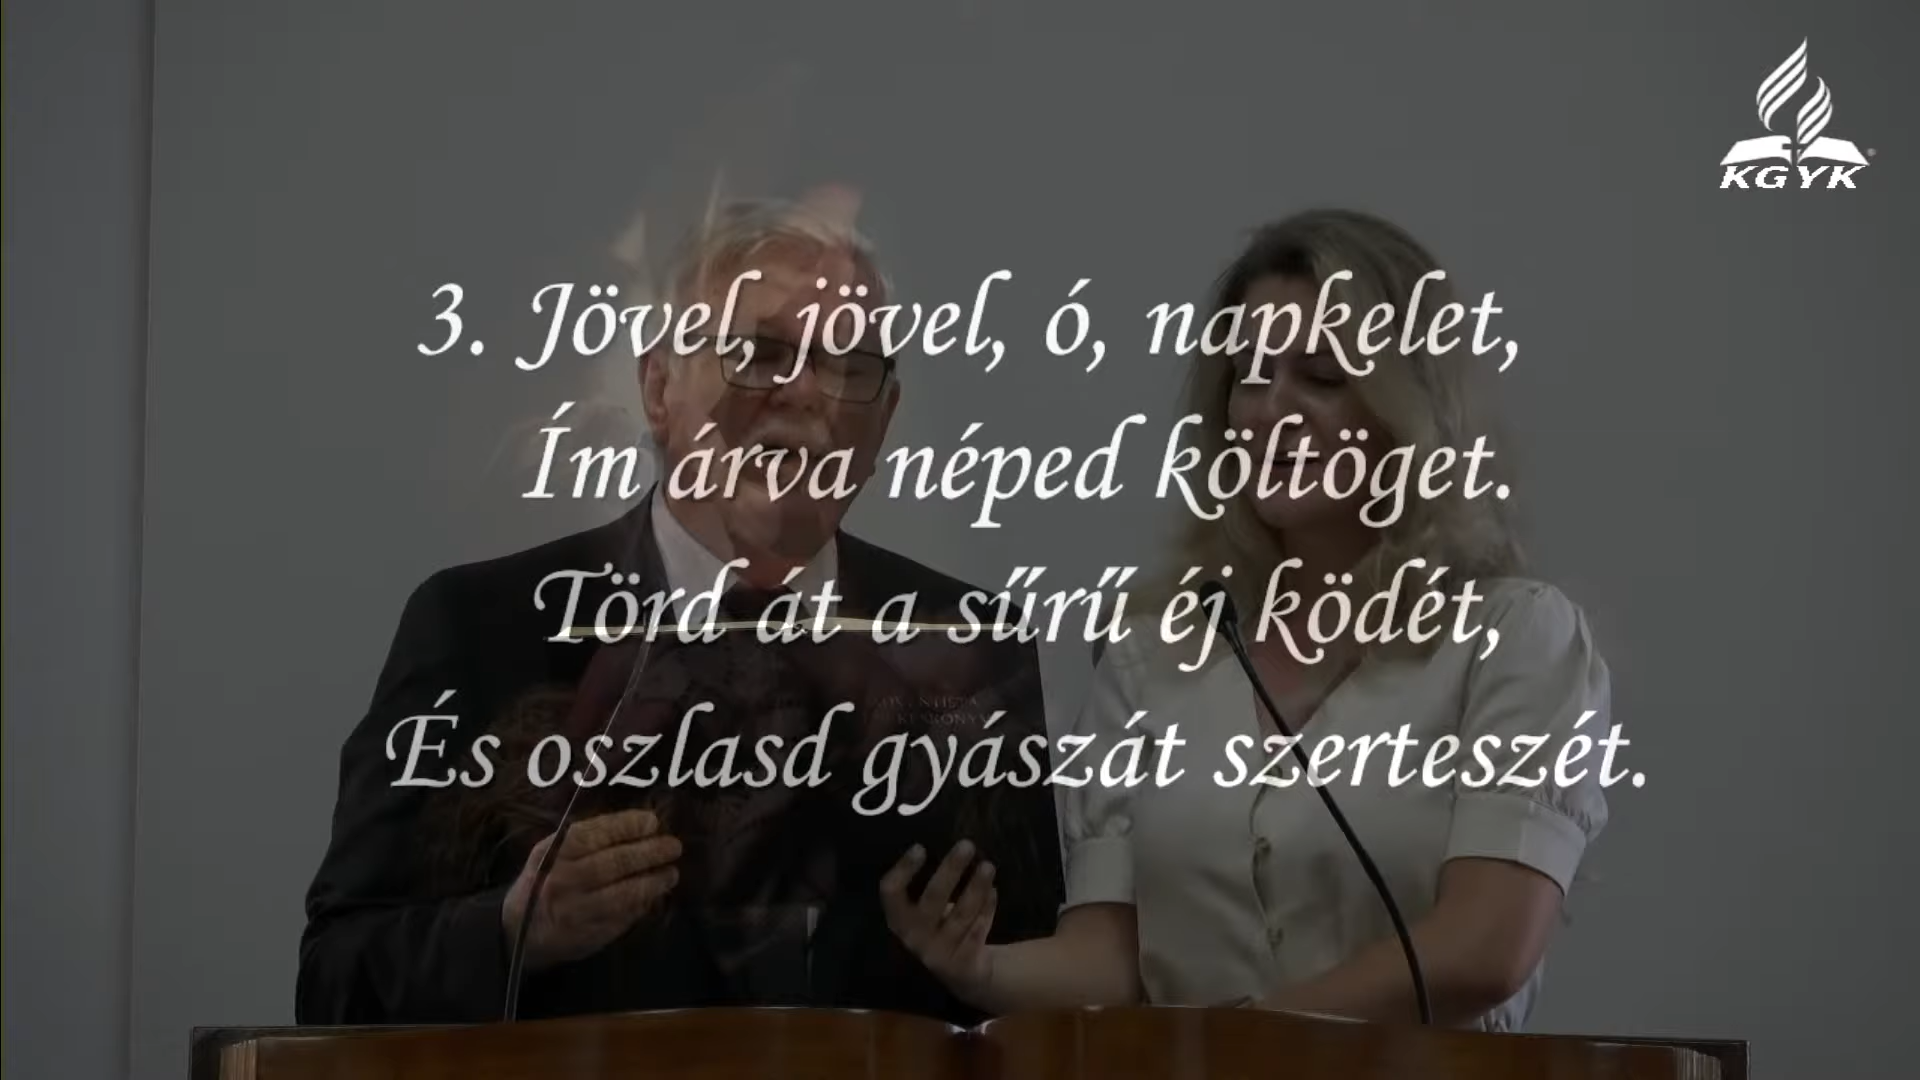 KGYK
3. Jövel, jövel, ó, napkelet,
Ím árva néped költöget.
Törd át a sűrű éj ködét,
És oszlasd gyászát szerteszét.